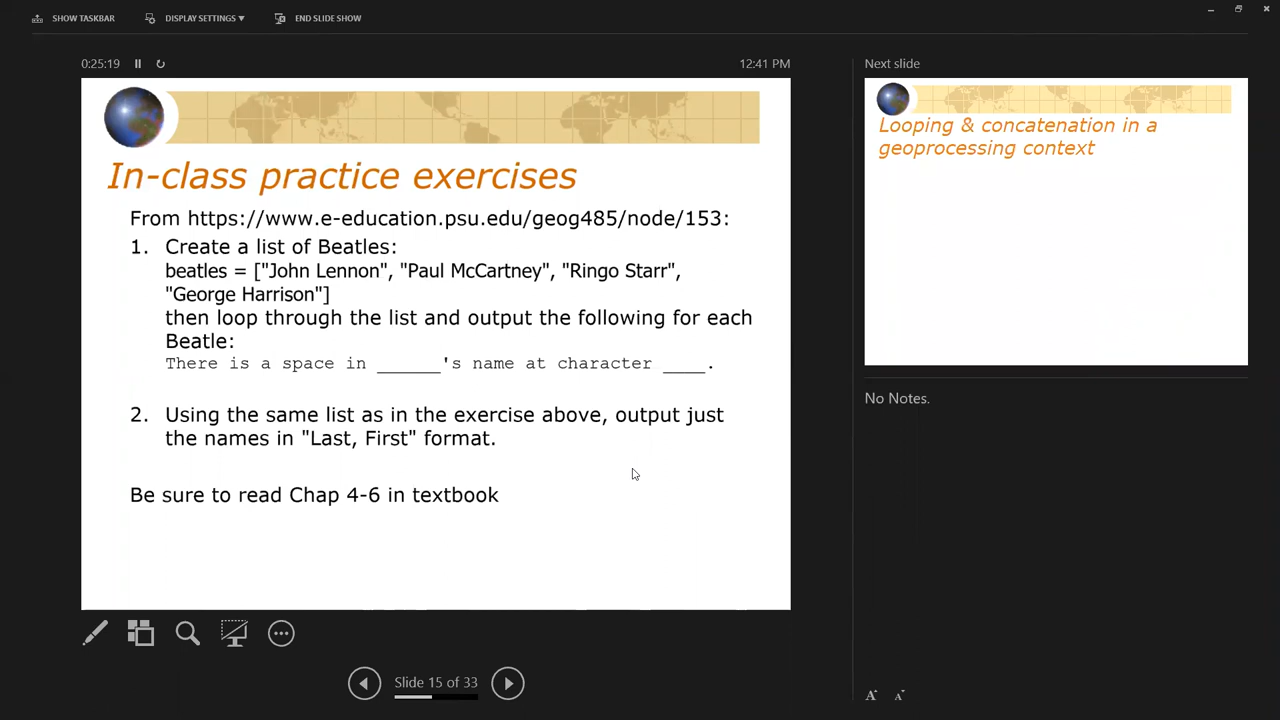 SHOW TASKBAR
DISPLAY SETTINGS ▼
END SLIDE SHOW
0:25:19
12:41 PM
In-class practice exercises
From https://www.e-education.psu.edu/geog485/node/153:
1. Create a list of Beatles:
beatles = ["John Lennon", "Paul McCartney", "Ringo Starr",
"George Harrison"]
then loop through the list and output the following for each
Beatle:
There is a space in ______'s name at character ____.
2. Using the same list as in the exercise above, output just
the names in "Last, First" format.
Be sure to read Chap 4-6 in textbook
Slide 15 of 33
Next slide
Looping & concatenation in a
geoprocessing context
No Notes.
A A